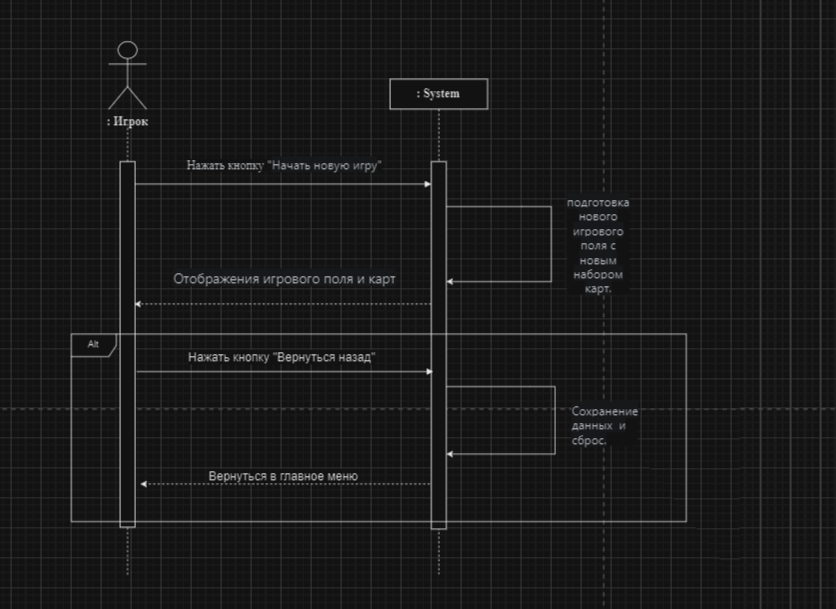 : System
: Игрок
Нажать кнопку "Начать новую игру"
подготовка
нового
игрового
поля с
новым
набором
карт.
Отображения игрового поля и карт
Alt
Нажать кнопку "Вернуться назад"
Сохранение
данных и
сброс.
Вернуться в главное меню